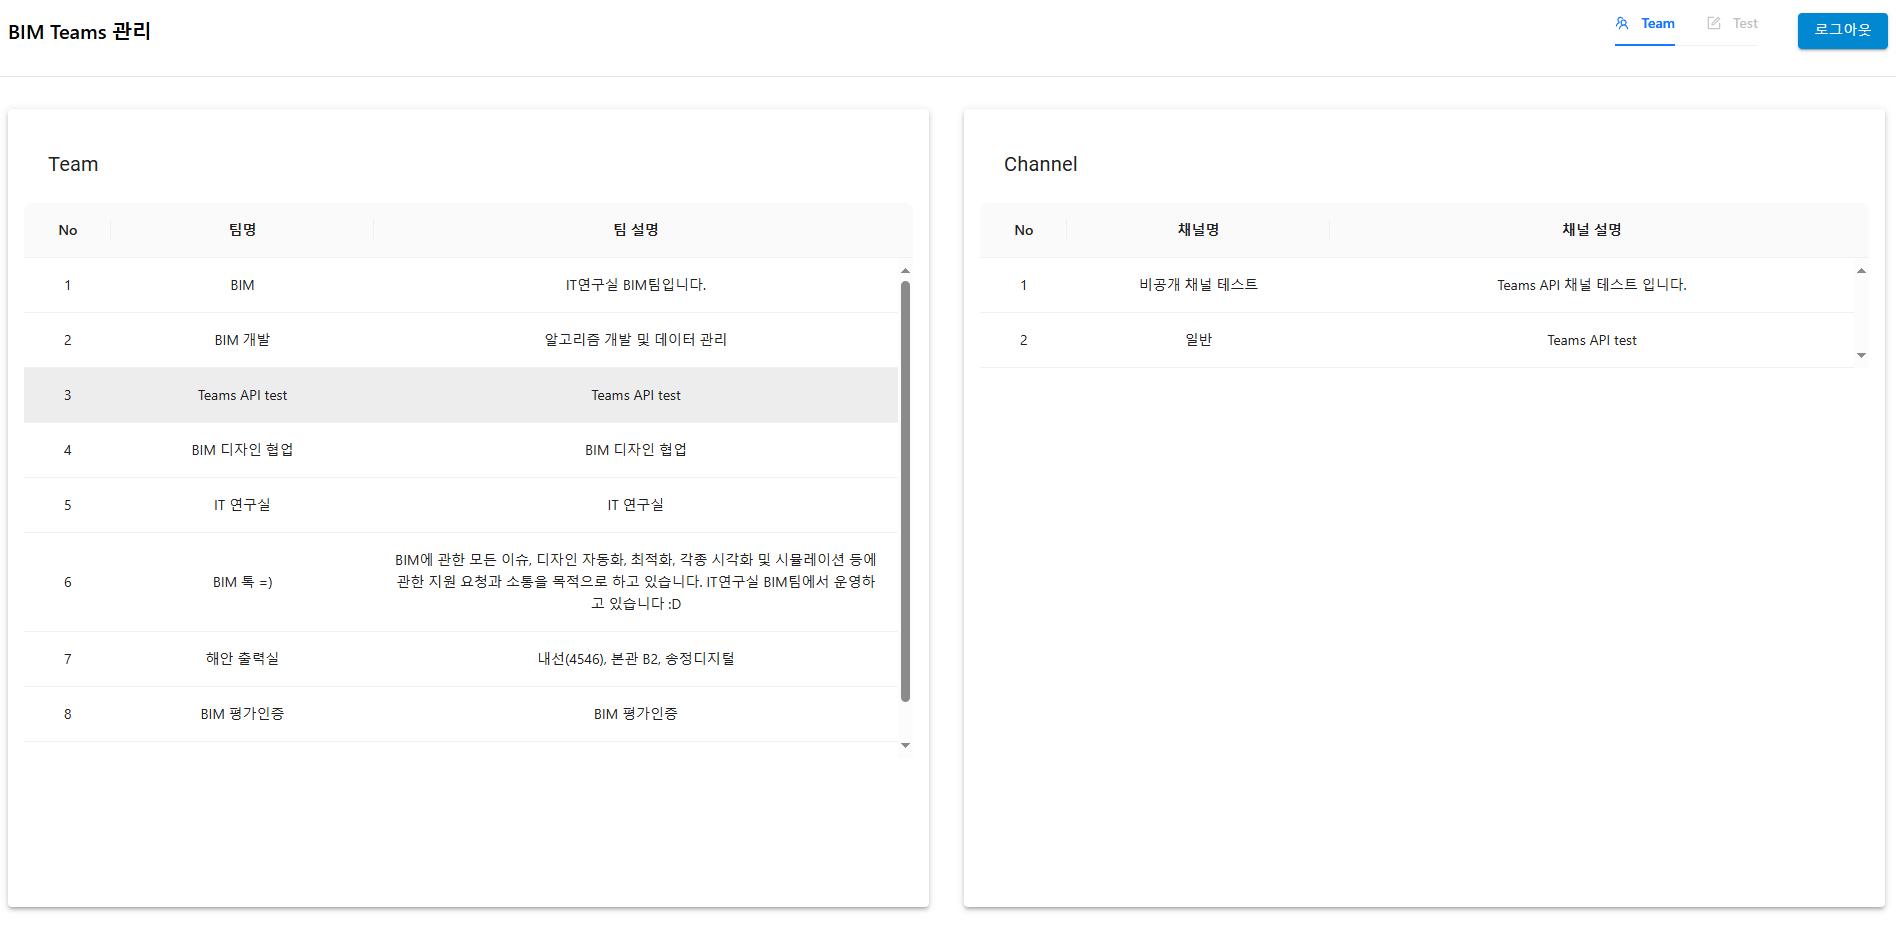 BIM Teams 관리
Team
Test
로그아웃
Team
No 팀명 팀 설명
1 BIM IT연구실 BIM팀입니다.
2 BIM 개발 알고리즘 개발 및 데이터 관리
3 Teams API test Teams API test
4 BIM 디자인 협업 BIM 디자인 협업
5 IT 연구실 IT 연구실
6 BIM 톡 =) BIM에 관한 모든 이슈, 디자인 자동화, 최적화, 각종 시각화 및 시뮬레이션 등에
관한 지원 요청과 소통을 목적으로 하고 있습니다. IT연구실 BIM팀에서 운영하
고 있습니다 :D
7 해안 출력실 내선(4546), 본관 B2, 송정디지털
8 BIM 평가인증 BIM 평가인증
Channel
No 채널명 채널 설명
1 비공개 채널 테스트 Teams API 채널 테스트 입니다.
2 일반 Teams API test